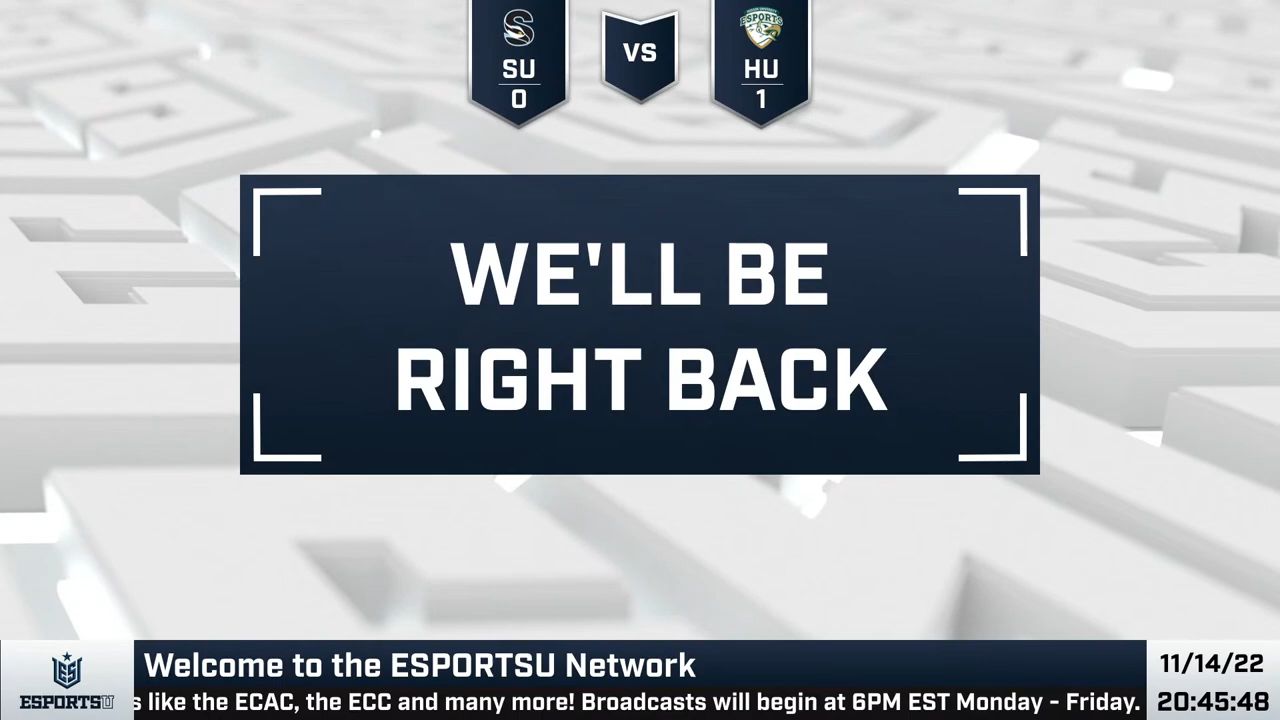 SU
0
VS
ESPORTS
HU
1
WE'LL BE
RIGHT BACK
Welcome to the ESPORTSU Network
s like the ECAC, the ECC and many more! Broadcasts will begin at 6PM EST Monday - Friday.
ESPORTSU
11/14/22
20:45:48